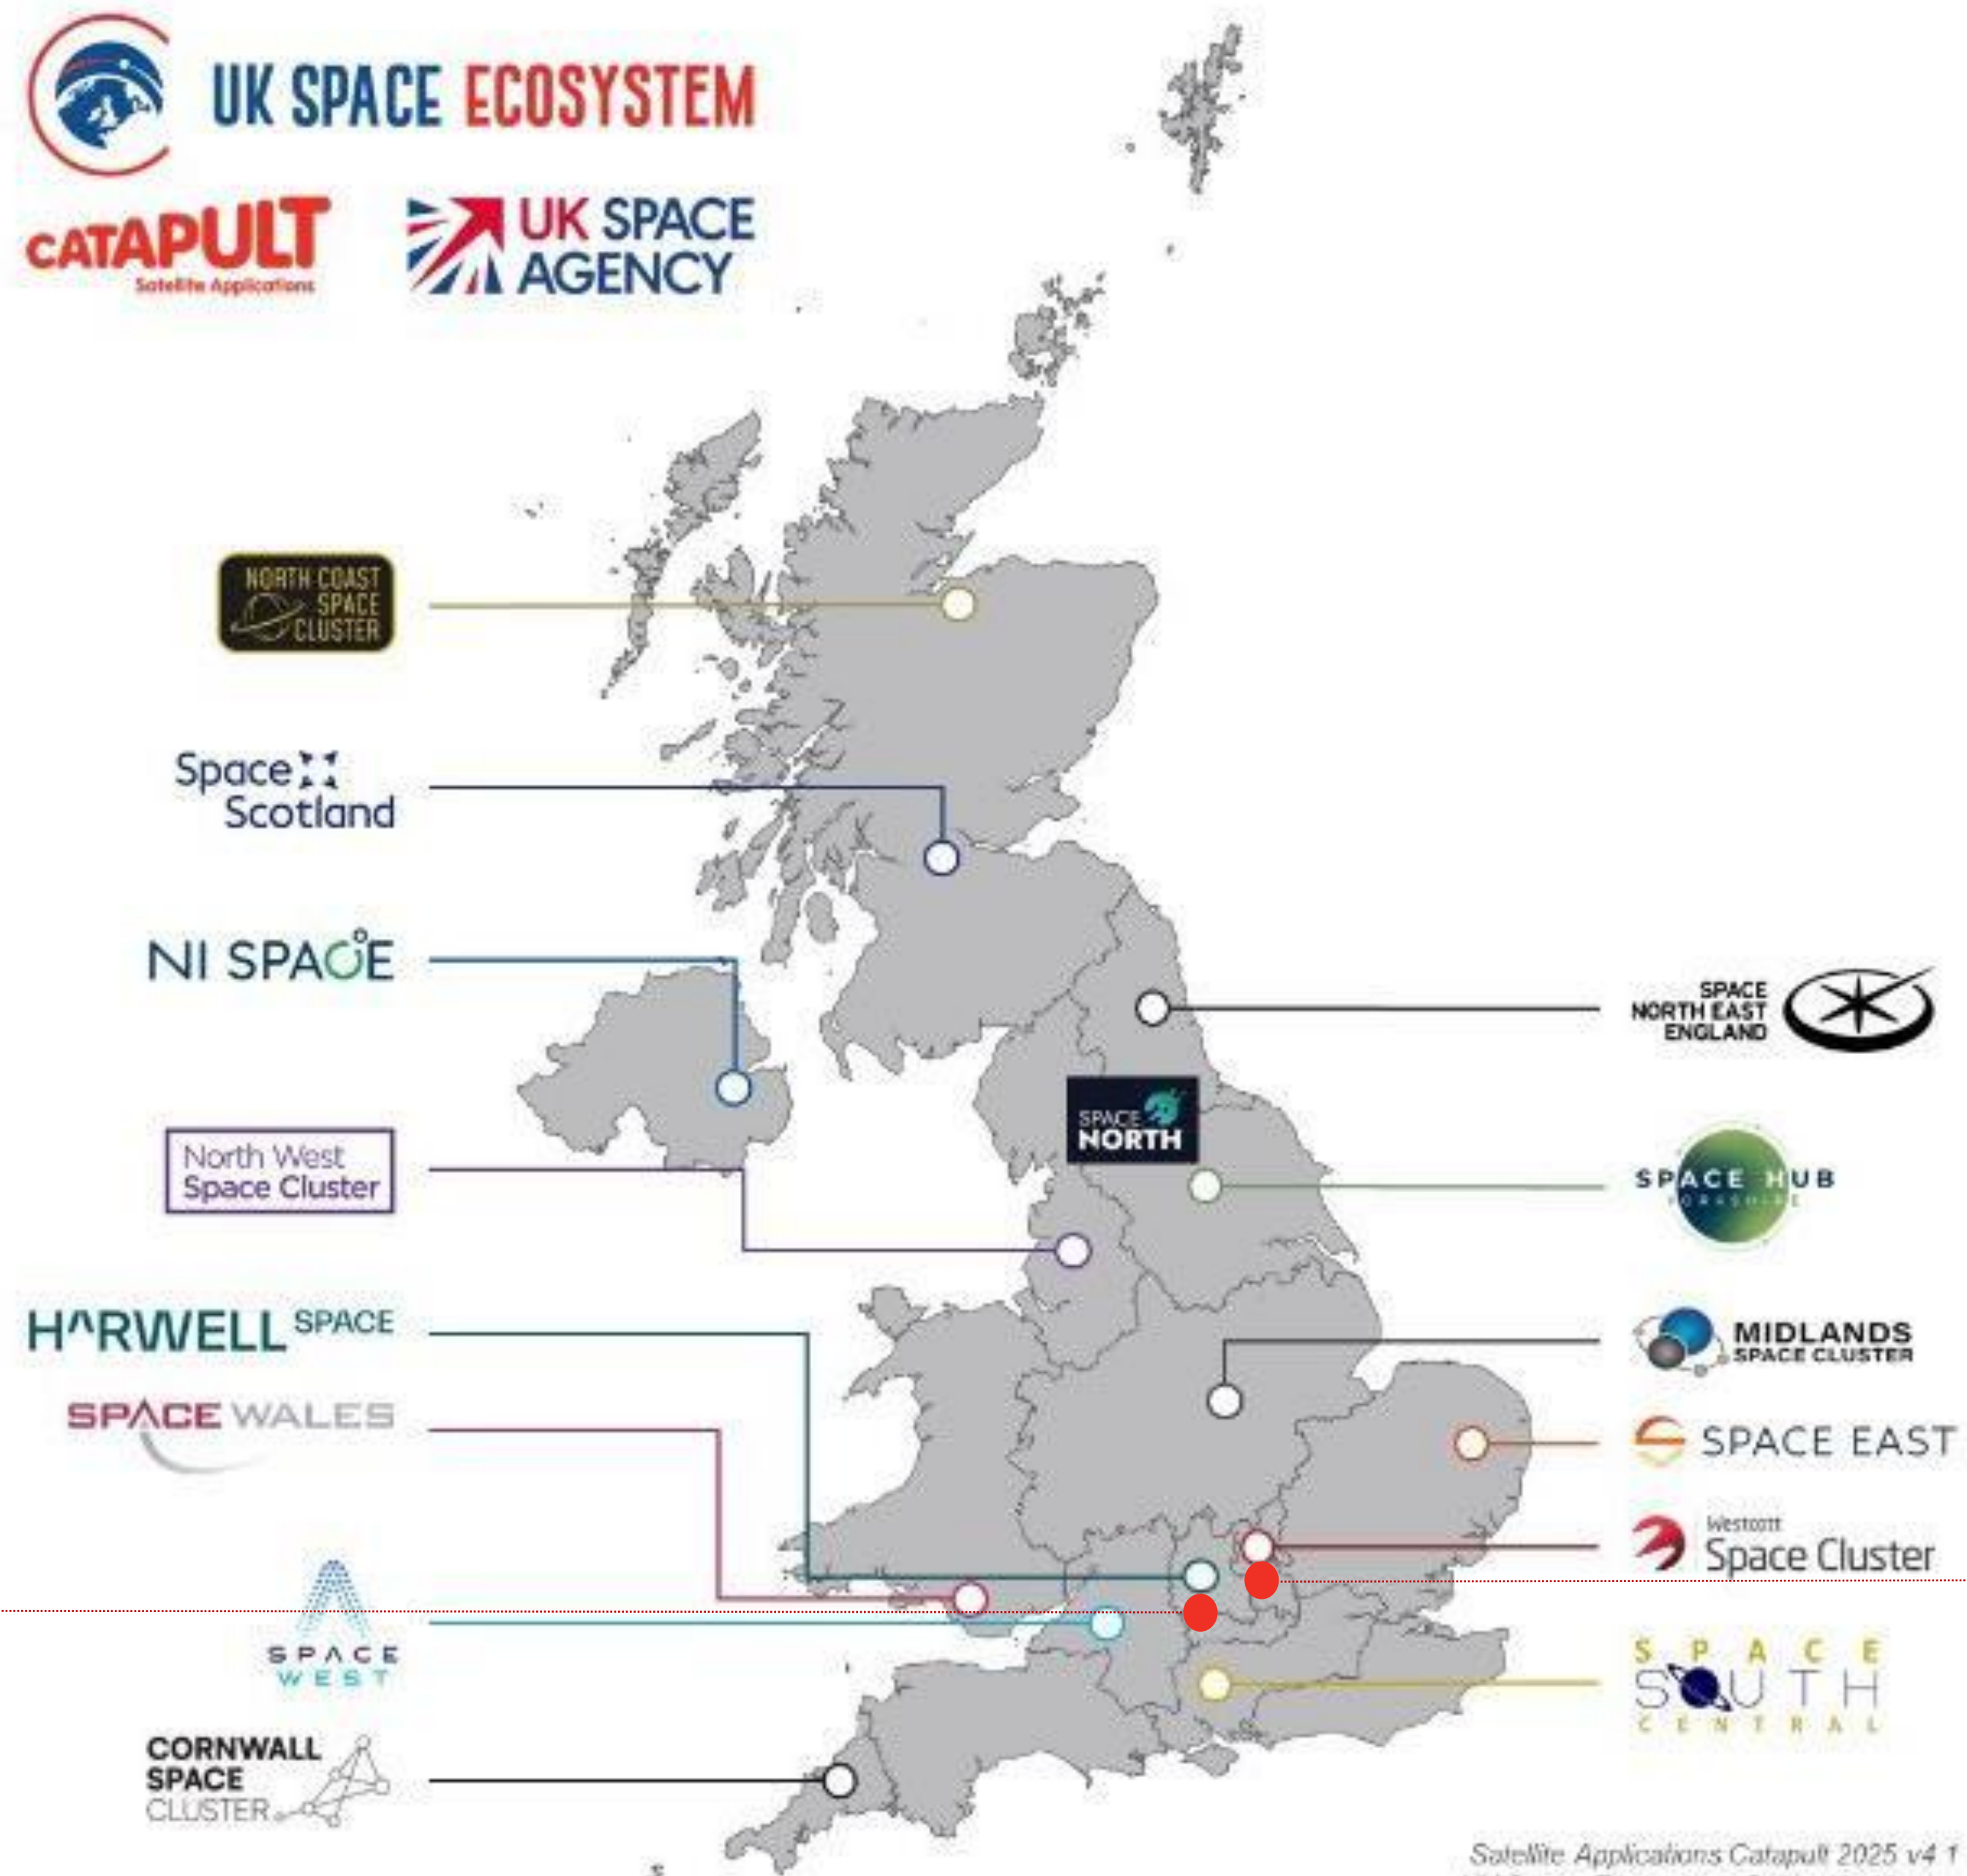 UK SPACE ECOSYSTEM
CATAPULT
Satellite Applications
UK SPACE
AGENCY
NORTH COAST
SPACE
CLUSTER
Space
Scotland
NI SPACE
SPACE
NORTH EAST
ENGLAND
SPACE
NORTH
North West
Space Cluster
SPACE HUB
YORKSHIRE
HARWELL SPACE
MIDLANDS
SPACE CLUSTER
SPACE WALES
SPACE EAST
Westcott
Space Cluster
SPACE
WEST
SPACE
SOUTH
CENTRAL
CORNWALL
SPACE
CLUSTER
Satellite Applications Catapult 2025 v4 1